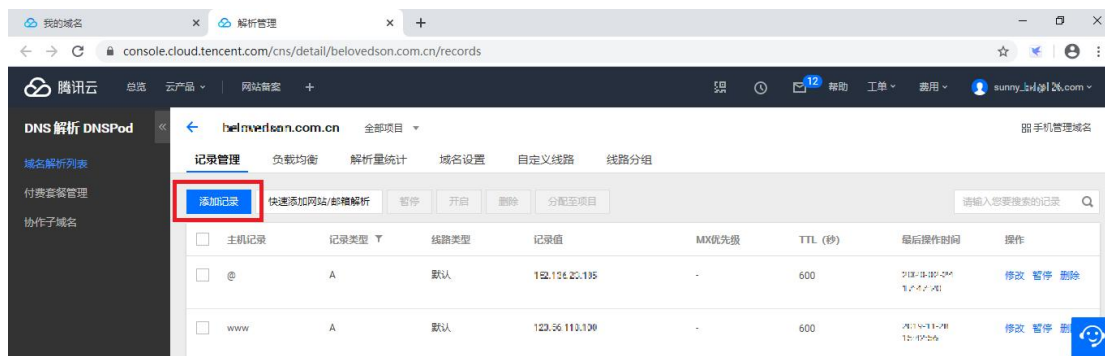 我的域名
解析管理
console.cloud.tencent.com/cns/detail/belovedson.com.cn/records
腾讯云 总览 云产品 网站备案 12 帮助 工单 费用
DNS 解析 DNSPod
com.cn 全部项目 手机管理域名
记录管理 负载均衡 解析量统计 域名设置 自定义线路 线路分组
域名解析列表
付费套餐管理
协作子域名
添加记录 快速添加网站/邮箱解析 暂停 开启 删除 分配至项目 请输入您要搜索的记录
主机记录 记录类型 线路类型 记录值 MX优先级 TTL (秒) 最后操作时间 操作
@ A 默认 - 600 修改 暂停 删除
www A 默认 - 600 修改 暂停